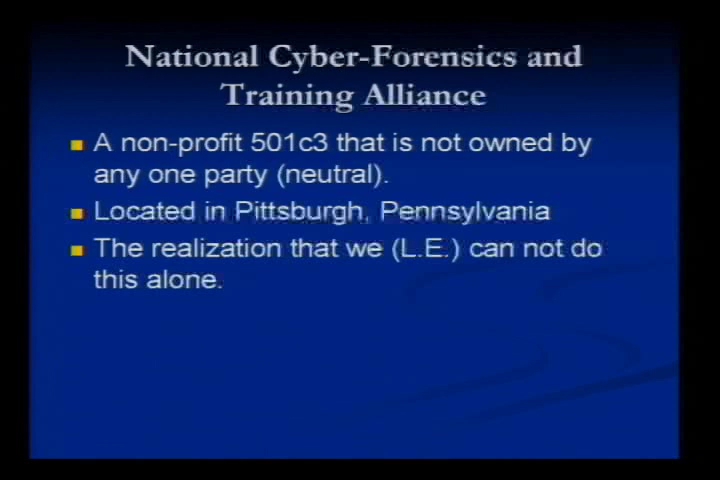 National Cyber-Forensics and
Training Alliance
A non-profit 501c3 that is not owned by
any one party (neutral).
Located in Pittsburgh, Pennsylvania
The realization that we (L.E.) can not do
this alone.